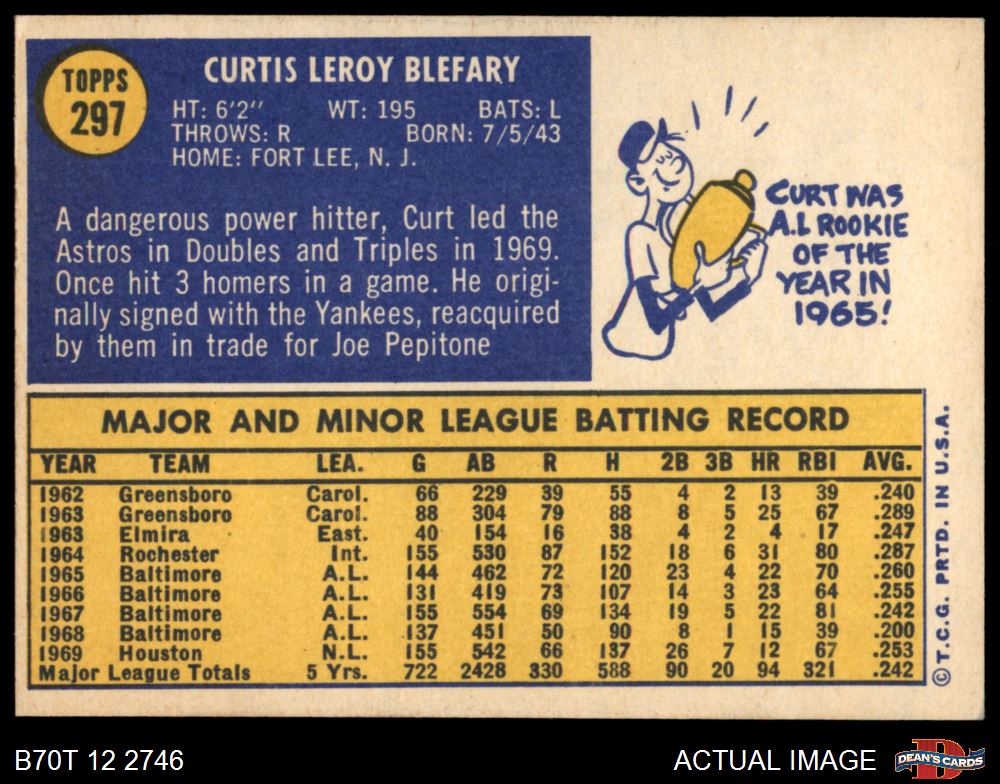 TOPPS
297
CURTIS LEROY BLEFARY
HT: 6'2" WT: 195 BATS: L
THROWS: R BORN: 7/5/43
HOME: FORT LEE, N. J.
A dangerous power hitter, Curt led the
Astros in Doubles and Triples in 1969.
Once hit 3 homers in a game. He origi-
nally signed with the Yankees, reacquired
by them in trade for Joe Pepitone
CURT WAS
A.L ROOKIE
OF THE
YEAR IN
1965!
MAJOR AND MINOR LEAGUE BATTING RECORD
YEAR TEAM LEA. G AB R H 2B 3B HR RBI AVG.
1962 Greensboro Carol. 66 229 39 55 4 2 13 39 .240
1963 Greensboro Carol. 88 304 79 88 8 5 25 67 .289
1963 Elmira East. 40 154 16 38 4 2 4 17 .247
1964 Rochester Int. 155 530 87 152 18 6 31 80 .287
1965 Baltimore A.L. 144 462 72 120 23 4 22 70 .260
1966 Baltimore A.L. 131 419 73 107 14 3 23 64 .255
1967 Baltimore A.L. 155 554 69 134 19 5 22 81 .242
1968 Baltimore A.L. 137 451 50 90 8 1 15 39 .200
1969 Houston N.L. 155 542 66 137 26 7 12 67 .253
Major League Totals 5 Yrs. 722 2428 330 588 90 20 94 321 .242
© T.C.G. PRTD. IN U.S.A.
B70T 12 2746
ACTUAL IMAGE
D
DEAN'S CARDS